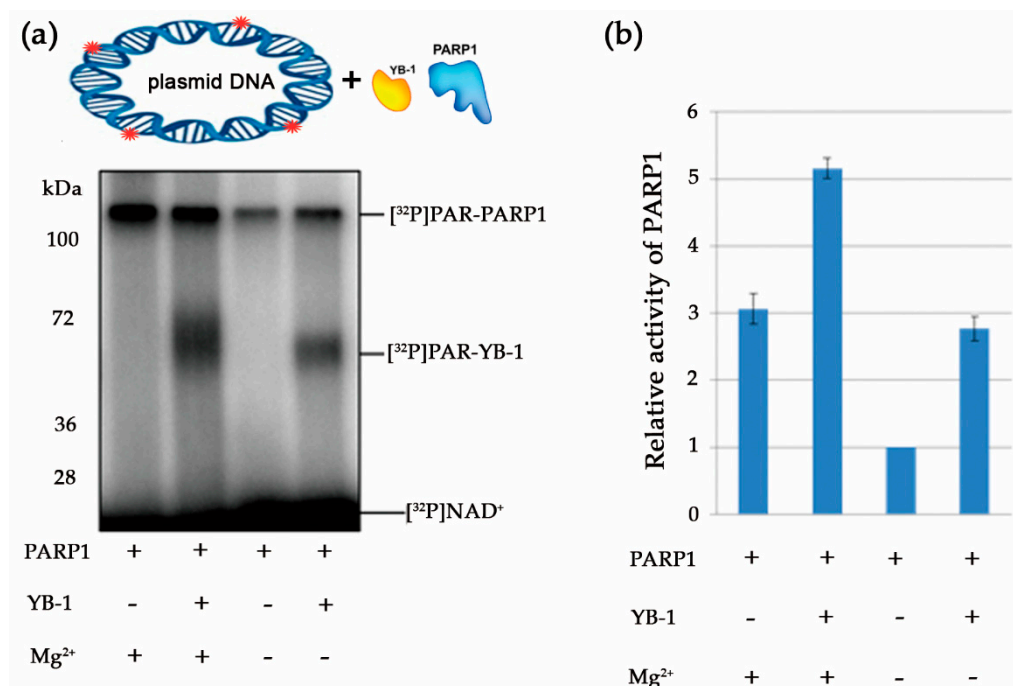 (a)
plasmid DNA
+
YB-1
PARP1
kDa
100
72
36
28
[³²P]PAR-PARP1
[³²P]PAR-YB-1
[³²P]NAD⁺
PARP1 + + + +
YB-1 - + - +
Mg²⁺ + + - -
(b)
Relative activity of PARP1
6
5
4
3
2
1
0
PARP1 + + + +
YB-1 - + - +
Mg²⁺ + + - -